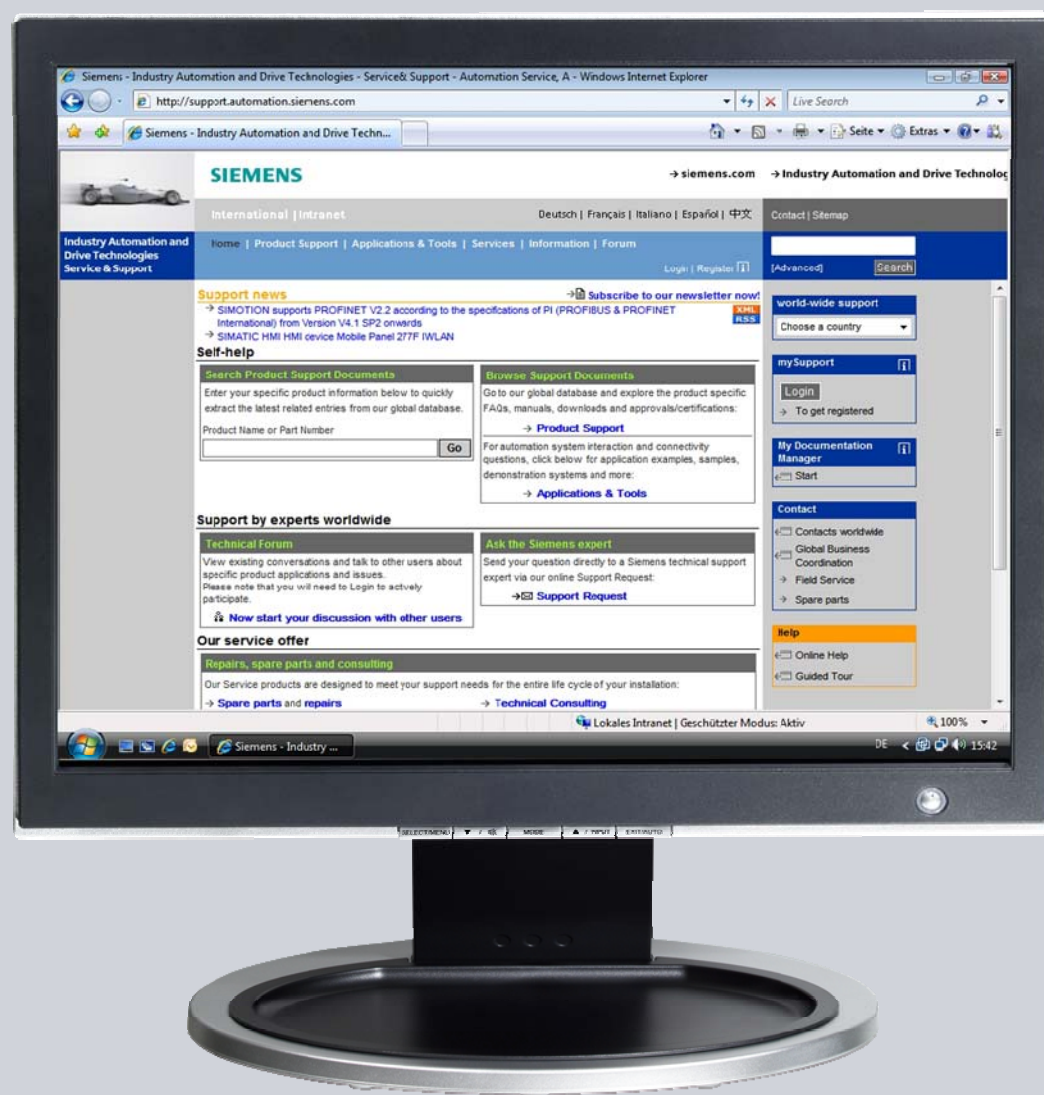 Siemens - Industry Automation and Drive Technologies - Service& Support - Automation Service, A - Windows Internet Explorer
http://support.automation.siemens.com
Live Search
Siemens - Industry Automation and Drive Techn...
Seite
Extras
SIEMENS
→ siemens.com
→ Industry Automation and Drive Technolog
International | Intranet
Deutsch | Français | Italiano | Español | 中文
Contact | Sitemap
Industry Automation and
Drive Technologies
Service & Support
Home | Product Support | Applications & Tools | Services | Information | Forum
Login | Register
[Advanced]
Search
Support news
→ Subscribe to our newsletter now!
→ SIMOTION supports PROFINET V2.2 according to the specifications of PI (PROFIBUS & PROFINET
International) from Version V4.1 SP2 onwards
XML
RSS
→ SIMATIC HMI HMI device Mobile Panel 277F IWLAN
Self-help
Search Product Support Documents
Enter your specific product information below to quickly
extract the latest related entries from our global database.
Product Name or Part Number
Go
Browse Support Documents
Go to our global database and explore the product specific
FAQs, manuals, downloads and approvals/certifications:
→ Product Support
For automation system interaction and connectivity
questions, click below for application examples, samples,
demonstration systems and more:
→ Applications & Tools
Support by experts worldwide
Technical Forum
View existing conversations and talk to other users about
specific product applications and issues.
Please note that you will need to Login to actively
participate.
Now start your discussion with other users
Ask the Siemens expert
Send your question directly to a Siemens technical support
expert via our online Support Request:
→ Support Request
Our service offer
Repairs, spare parts and consulting
Our Service products are designed to meet your support needs for the entire life cycle of your installation:
→ Spare parts and repairs
→ Technical Consulting
world-wide support
Choose a country
mySupport
Login
→ To get registered
My Documentation
Manager
Start
Contact
Contacts worldwide
Global Business
Coordination
→ Field Service
→ Spare parts
Help
Online Help
Guided Tour
Lokales Intranet | Geschützter Modus: Aktiv
100%
Siemens - Industry ...
DE
15:42
SELECT/MENU
MODE
▲ / INPUT
EXIT/AUTO